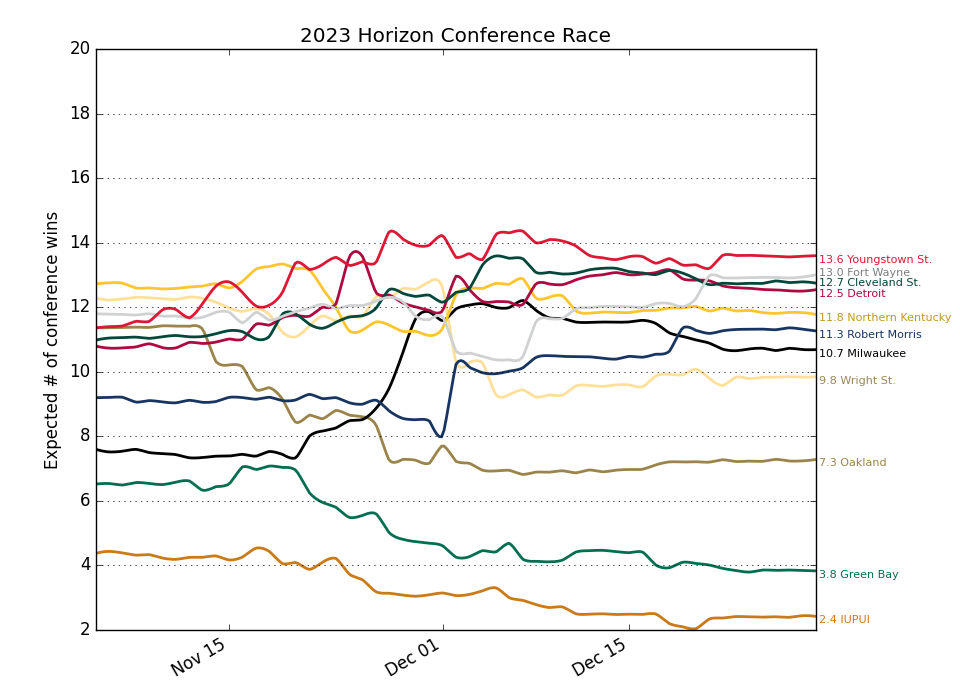 2023 Horizon Conference Race
Expected # of conference wins
20
18
16
14
12
10
8
6
4
2
13.6 Youngstown St.
13.0 Fort Wayne
12.7 Cleveland St.
12.5 Detroit
11.8 Northern Kentucky
11.3 Robert Morris
10.7 Milwaukee
9.8 Wright St.
7.3 Oakland
3.8 Green Bay
2.4 IUPUI
Nov 15
Dec 01
Dec 15